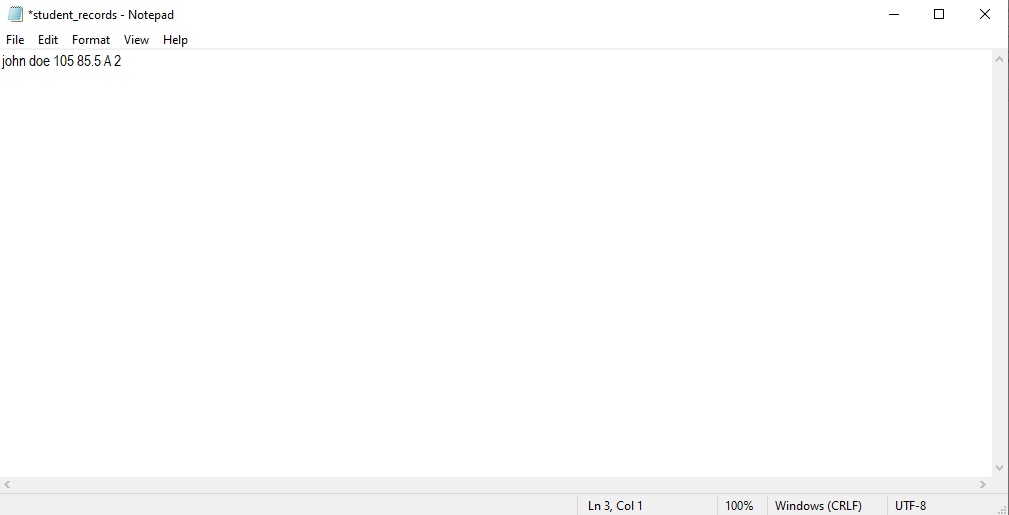 *student_records - Notepad
File Edit Format View Help
john doe 105 85.5 A 2
Ln 3, Col 1 100% Windows (CRLF) UTF-8